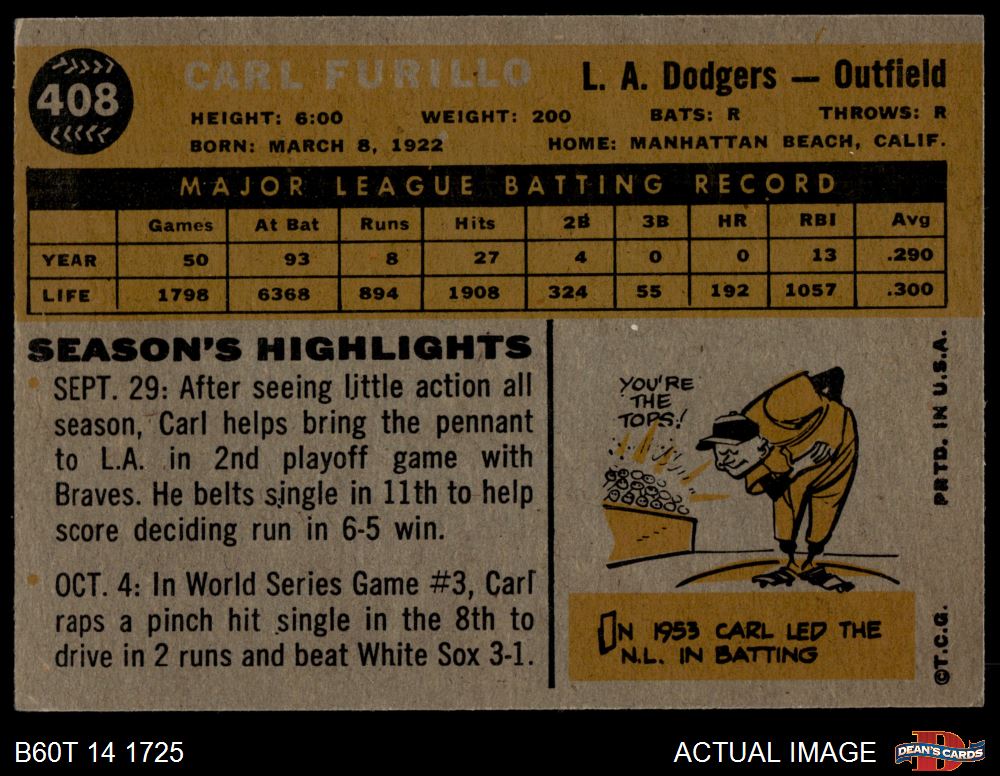 408
CARL FURILLO
L. A. Dodgers — Outfield
HEIGHT: 6:00 WEIGHT: 200 BATS: R THROWS: R
BORN: MARCH 8, 1922 HOME: MANHATTAN BEACH, CALIF.
MAJOR LEAGUE BATTING RECORD
Games At Bat Runs Hits 2B 3B HR RBI Avg
YEAR 50 93 8 27 4 0 0 13 .290
LIFE 1798 6368 894 1908 324 55 192 1057 .300
SEASON'S HIGHLIGHTS
SEPT. 29: After seeing little action all
season, Carl helps bring the pennant
to L.A. in 2nd playoff game with
Braves. He belts single in 11th to help
score deciding run in 6-5 win.
OCT. 4: In World Series Game #3, Carl
raps a pinch hit single in the 8th to
drive in 2 runs and beat White Sox 3-1.
YOU'RE
THE
TOPS!
IN 1953 CARL LED THE
N.L. IN BATTING
PRTD. IN U.S.A.
©T.C.G.
B60T 14 1725
ACTUAL IMAGE
DEAN'S CARDS